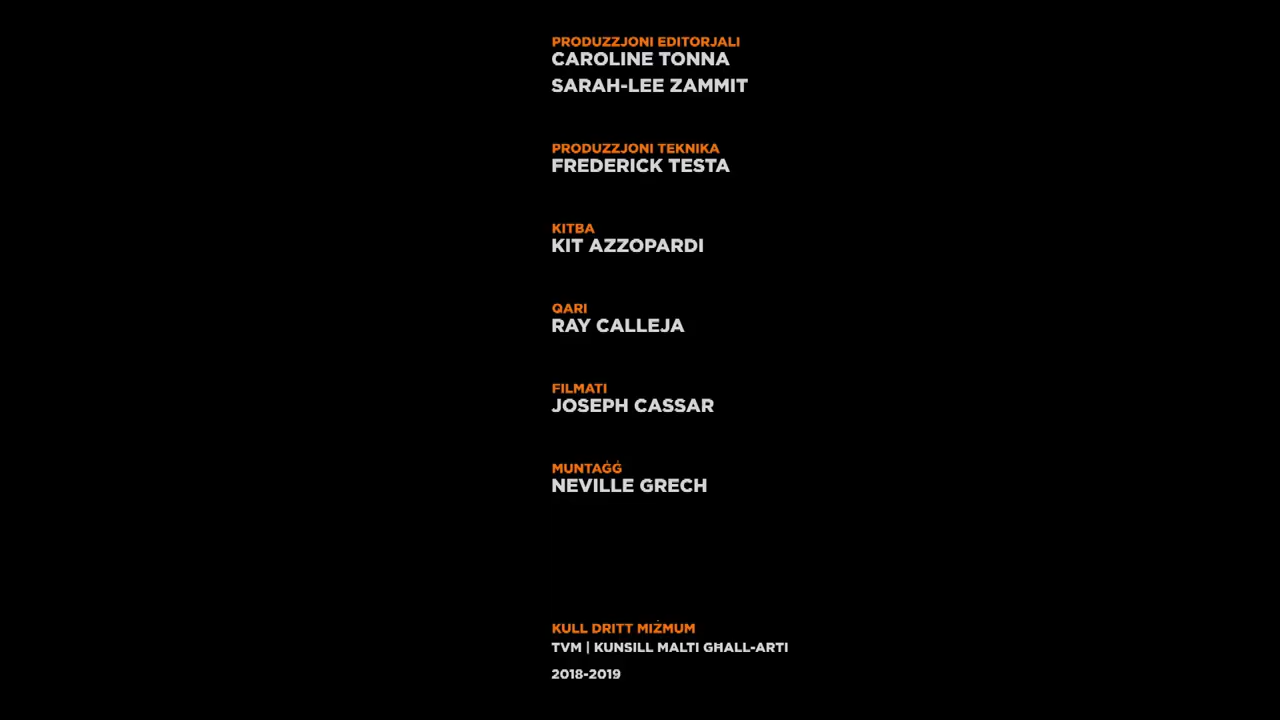 PRODUZZJONI EDITORJALI
CAROLINE TONNA
SARAH-LEE ZAMMIT
PRODUZZJONI TEKNIKA
FREDERICK TESTA
KITBA
KIT AZZOPARDI
QARI
RAY CALLEJA
FILMATI
JOSEPH CASSAR
MUNTAĠĠ
NEVILLE GRECH
KULL DRITT MIŻMUM
TVM | KUNSILL MALTI GĦALL-ARTI
2018-2019